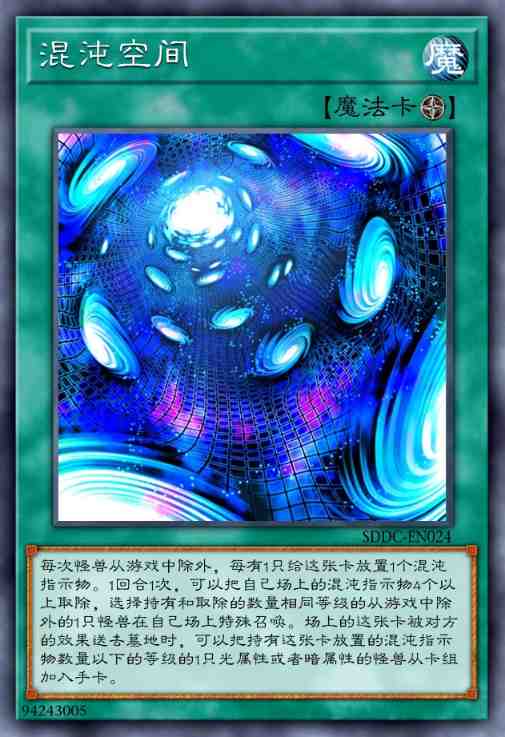 混沌空间
魔
【魔法卡】
SDDC-EN024
每次怪兽从游戏中除外，每有1只给这张卡放置1个混沌
指示物。1回合1次，可以把自己场上的混沌指示物4个以
上取除，选择持有和取除的数量相同等级的从游戏中除
外的1只怪兽在自己场上特殊召唤。场上的这张卡被对方
的效果送去墓地时，可以把持有这张卡放置的混沌指示
物数量以下的等级的1只光属性或者暗属性的怪兽从卡组
加入手卡。
94243005